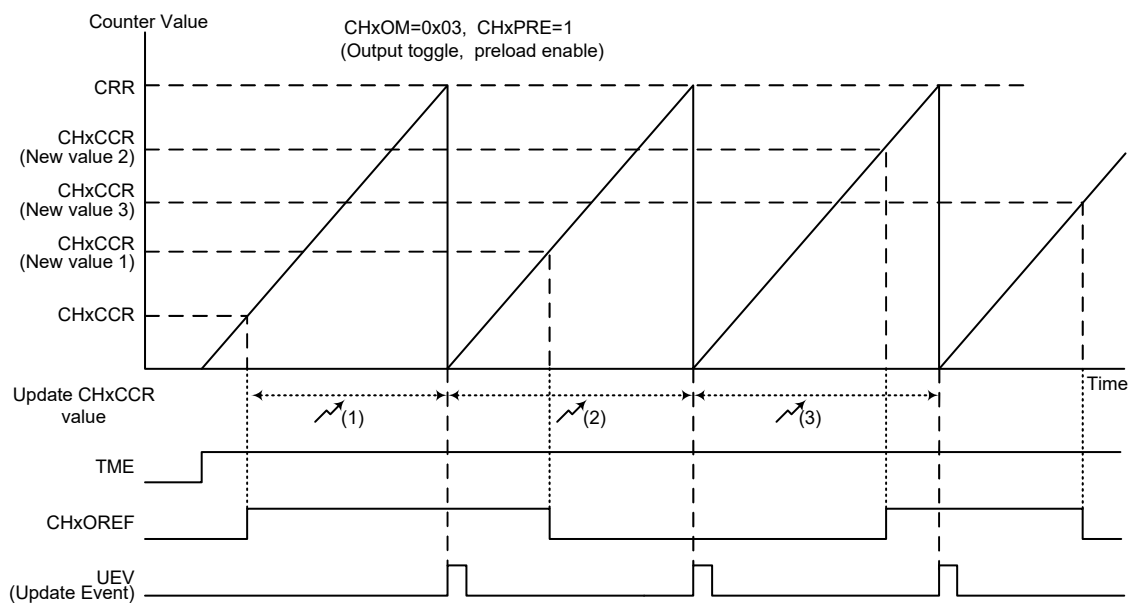 Counter Value
CHxOM=0x03, CHxPRE=1
(Output toggle, preload enable)
CRR
CHxCCR
(New value 2)
CHxCCR
(New value 3)
CHxCCR
(New value 1)
CHxCCR
Time
Update CHxCCR
value
(1)
(2)
(3)
TME
CHxOREF
UEV
(Update Event)